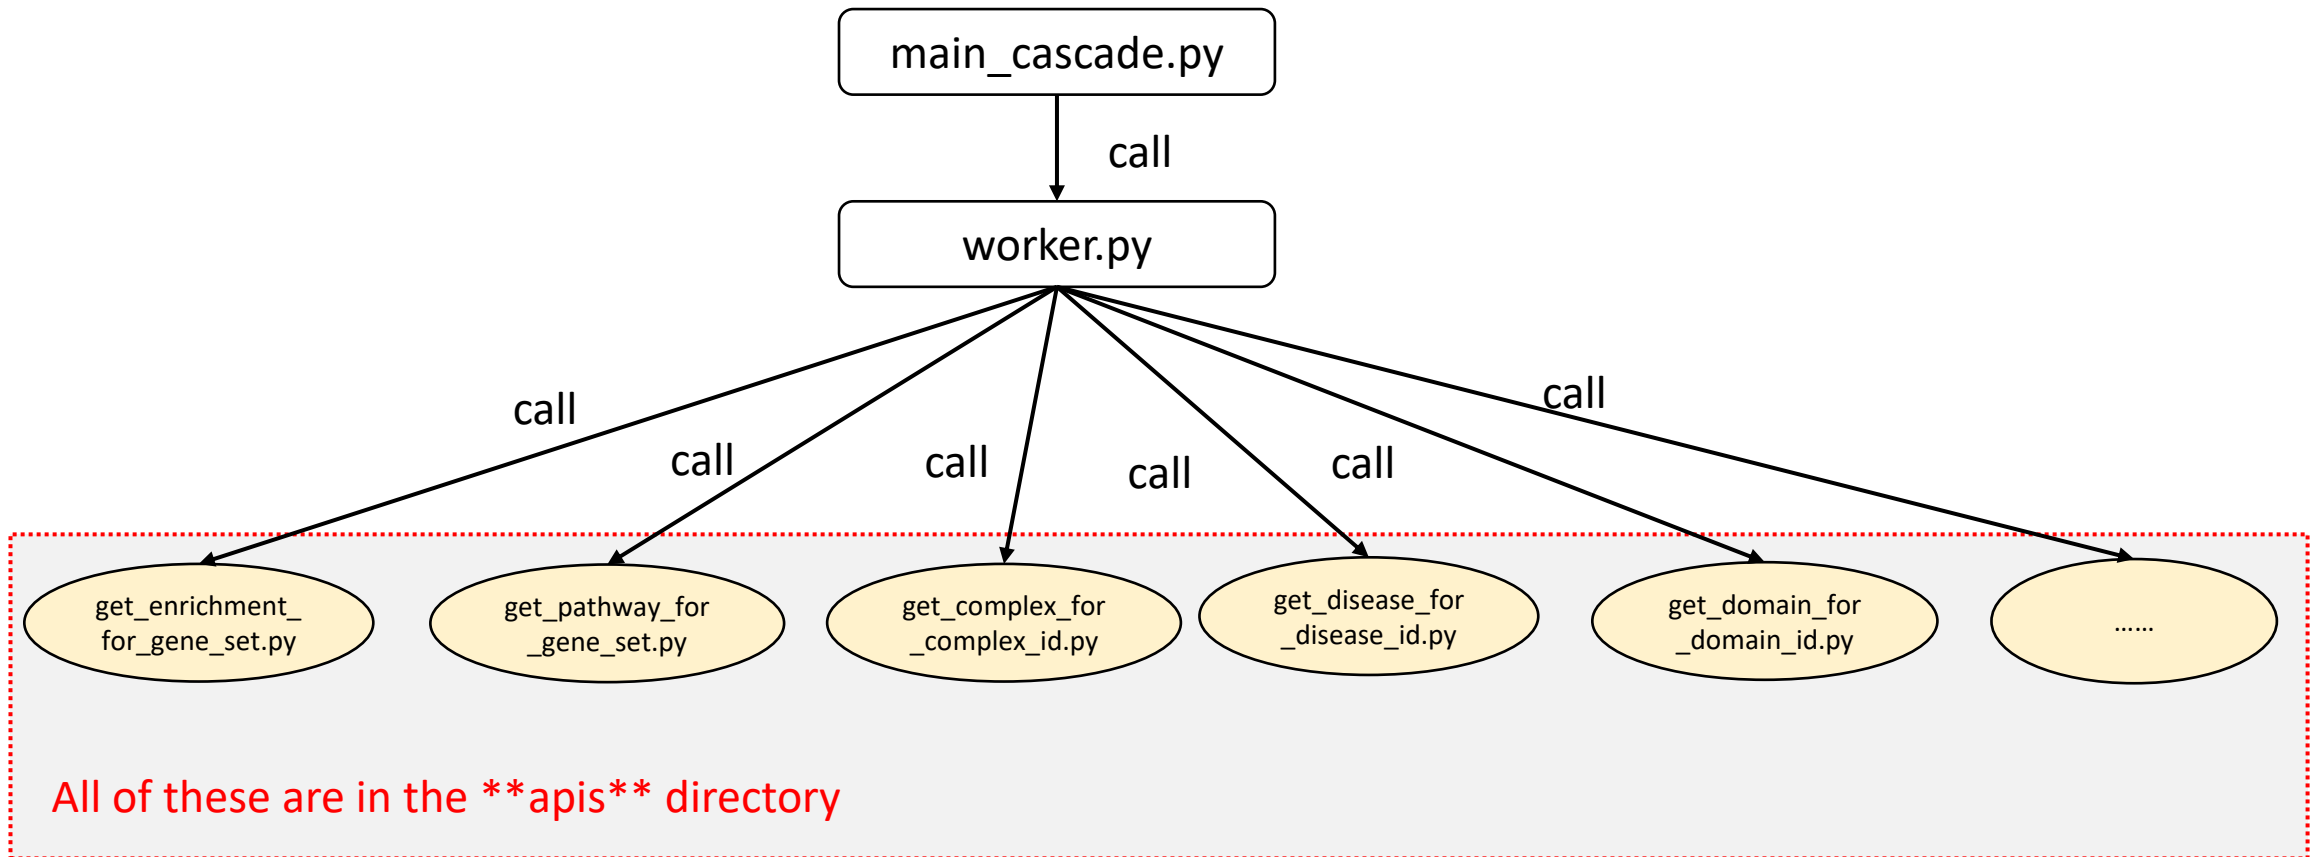 main_cascade.py
call
worker.py
call
call
call
call
call
call
get_enrichment_
for_gene_set.py
get_pathway_for
_gene_set.py
get_complex_for
_complex_id.py
get_disease_for
_disease_id.py
get_domain_for
_domain_id.py
......
All of these are in the **apis** directory